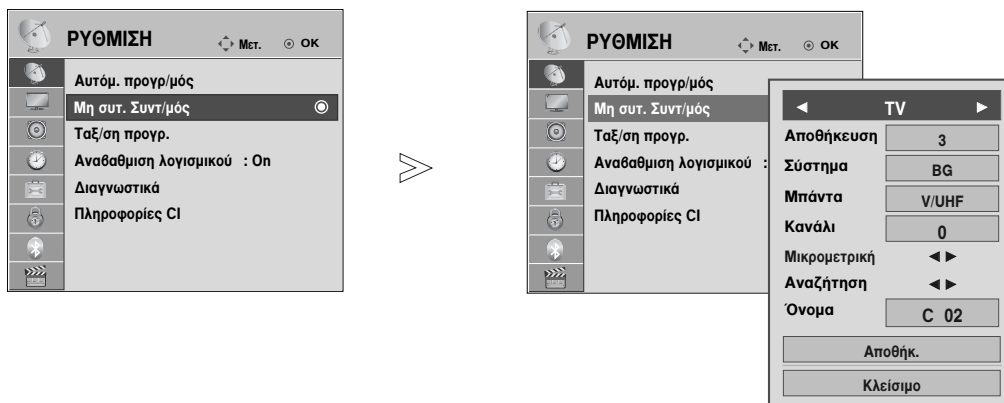 ΡΥΘΜΙΣΗ Μετ. OK
Αυτόμ. προγρ/μός
Μη συτ. Συντ/μός
Ταξ/ση προγρ.
Αναβαθμιση λογισμικού : On
Διαγνωστικά
Πληροφορίες CI
ΡΥΘΜΙΣΗ Μετ. OK
Αυτόμ. προγρ/μός
Μη συτ. Συντ/μός
Ταξ/ση προγρ.
Αναβαθμιση λογισμικού :
Διαγνωστικά
Πληροφορίες CI
◄ TV ►
Αποθήκευση 3
Σύστημα BG
Μπάντα V/UHF
Κανάλι 0
Μικρομετρική ◄ ►
Αναζήτηση ◄ ►
Όνομα C 02
Αποθήκ.
Κλείσιμο